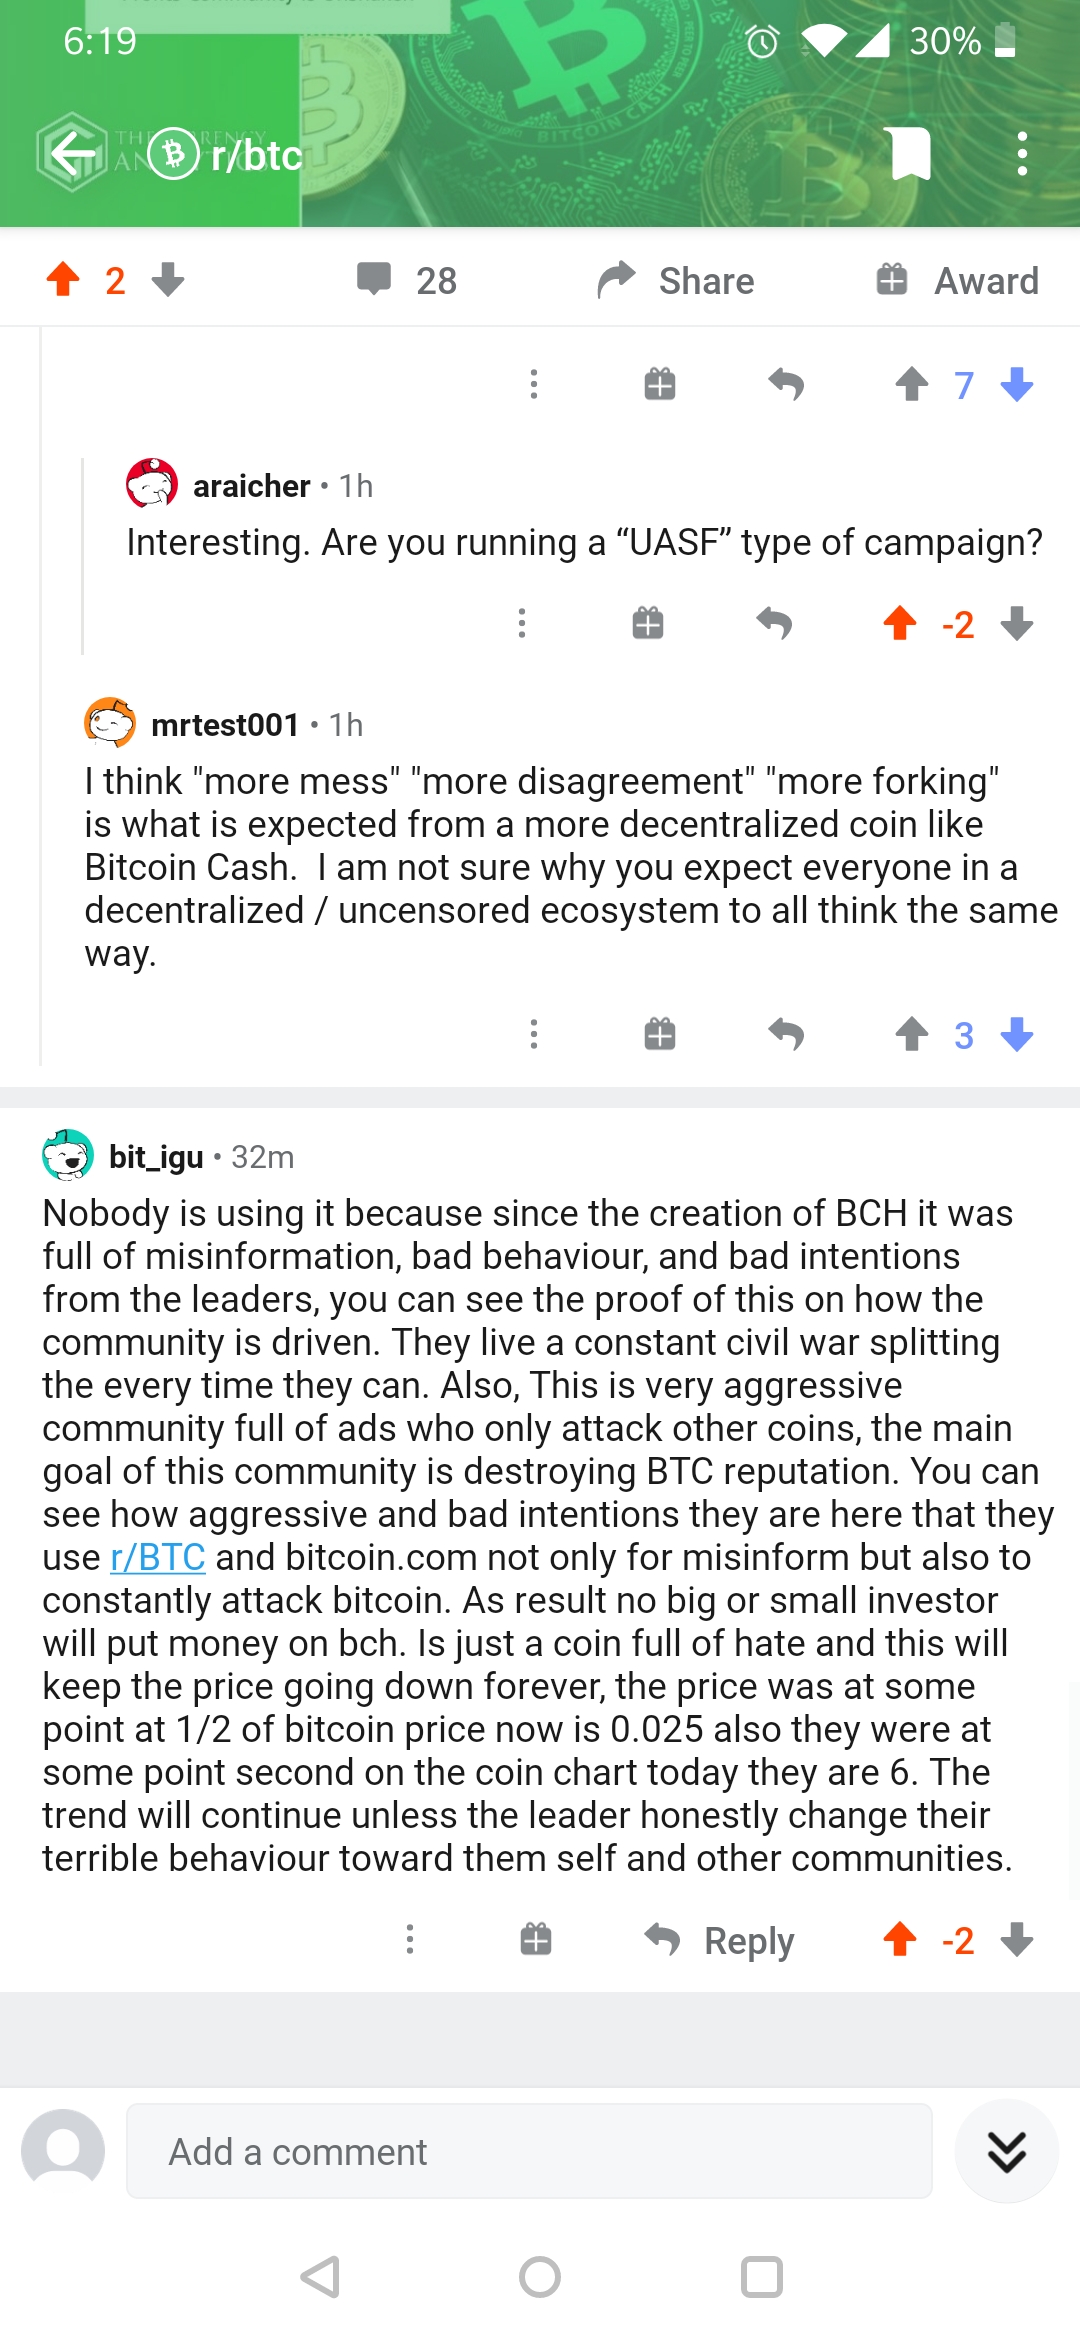 6:19
30%
r/btc
BITCOIN CASH
2
28
Share
Award
7
araicher • 1h
Interesting. Are you running a “UASF” type of campaign?
-2
mrtest001 • 1h
I think "more mess" "more disagreement" "more forking"
is what is expected from a more decentralized coin like
Bitcoin Cash.  I am not sure why you expect everyone in a
decentralized / uncensored ecosystem to all think the same
way.
3
bit_igu • 32m
Nobody is using it because since the creation of BCH it was
full of misinformation, bad behaviour, and bad intentions
from the leaders, you can see the proof of this on how the
community is driven. They live a constant civil war splitting
the every time they can. Also, This is very aggressive
community full of ads who only attack other coins, the main
goal of this community is destroying BTC reputation. You can
see how aggressive and bad intentions they are here that they
use r/BTC and bitcoin.com not only for misinform but also to
constantly attack bitcoin. As result no big or small investor
will put money on bch. Is just a coin full of hate and this will
keep the price going down forever, the price was at some
point at 1/2 of bitcoin price now is 0.025 also they were at
some point second on the coin chart today they are 6. The
trend will continue unless the leader honestly change their
terrible behaviour toward them self and other communities.
Reply
-2
Add a comment